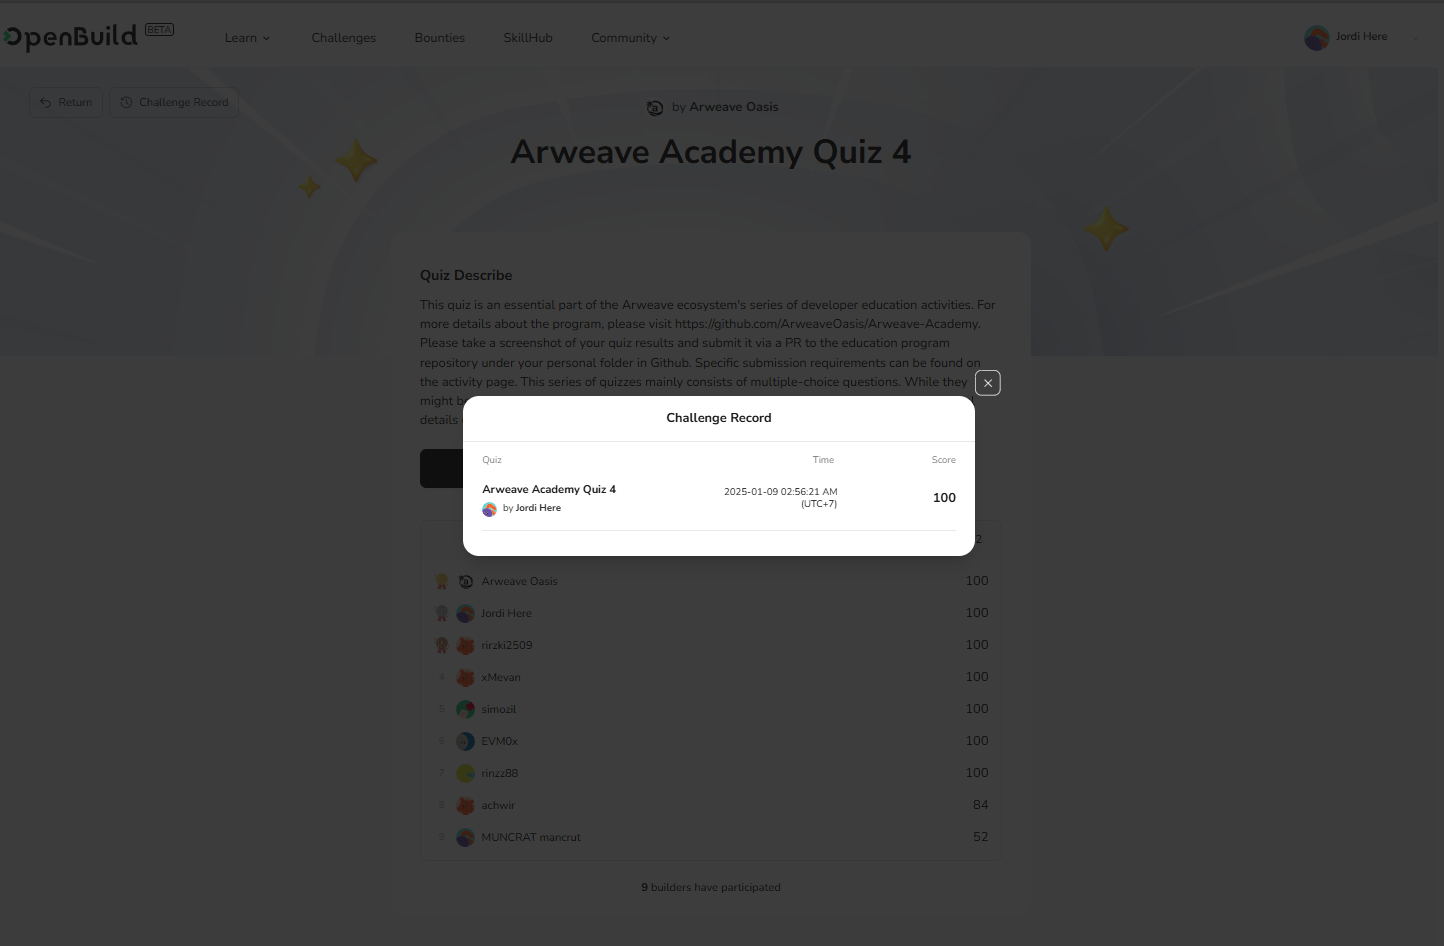 OpenBuild BETA
Learn Challenges Bounties SkillHub Community Jordi Here
Return Challenge Record
by Arweave Oasis
Arweave Academy Quiz 4
Quiz Describe
This quiz is an essential part of the Arweave ecosystem's series of developer education activities. For
more details about the program, please visit https://github.com/ArweaveOasis/Arweave-Academy.
Please take a screenshot of your quiz results and submit it via a PR to the education program
repository under your personal folder in Github. Specific submission requirements can be found on
the activity page. This series of quizzes mainly consists of multiple-choice questions. While they
might
details
Challenge Record
Quiz Time Score
Arweave Academy Quiz 4
by Jordi Here
2025-01-09 02:56:21 AM
(UTC+7)
100
2
Arweave Oasis 100
Jordi Here 100
rirzki2509 100
4 xMevan 100
5 simozil 100
6 EVM0x 100
7 rinzz88 100
8 achwir 84
9 MUNCRAT mancrut 52
9 builders have participated